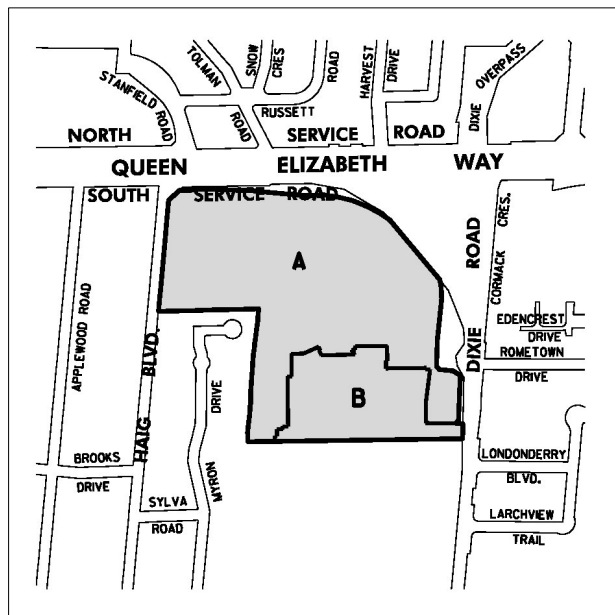 TOLMAN
ROAD
SNOW
CRES
ROAD
HARVEST
DRIVE
DIXIE
OVERPASS
STANFIELD ROAD
RUSSETT
NORTH SERVICE ROAD
QUEEN ELIZABETH WAY
SOUTH SERVICE ROAD
A
DIXIE ROAD
CORMACK CRES.
APPLEWOOD ROAD
HAIG BLVD.
EDENCREST
DRIVE
ROMETOWN
DRIVE
MYRON DRIVE
B
BROOKS
DRIVE
LONDONDERRY
BLVD.
SYLVA
ROAD
LARCHVIEW
TRAIL